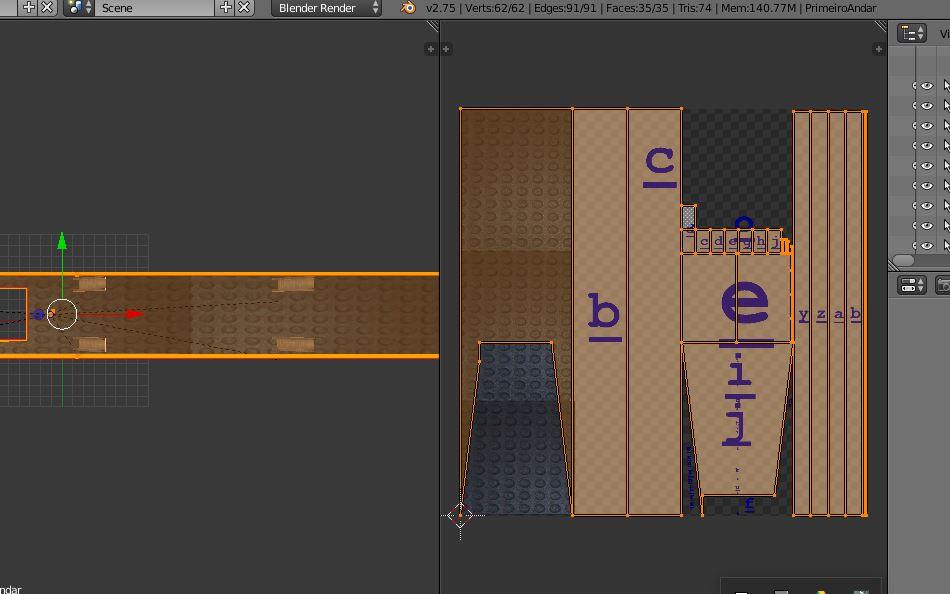 Scene
Blender Render
v2.75 | Verts:62/62 | Edges:91/91 | Faces:35/35 | Tris:74 | Mem:140.77M | PrimeiroAndar
Vi
c
c d e g h j
e
b
y z a b
i
l
f
ndar